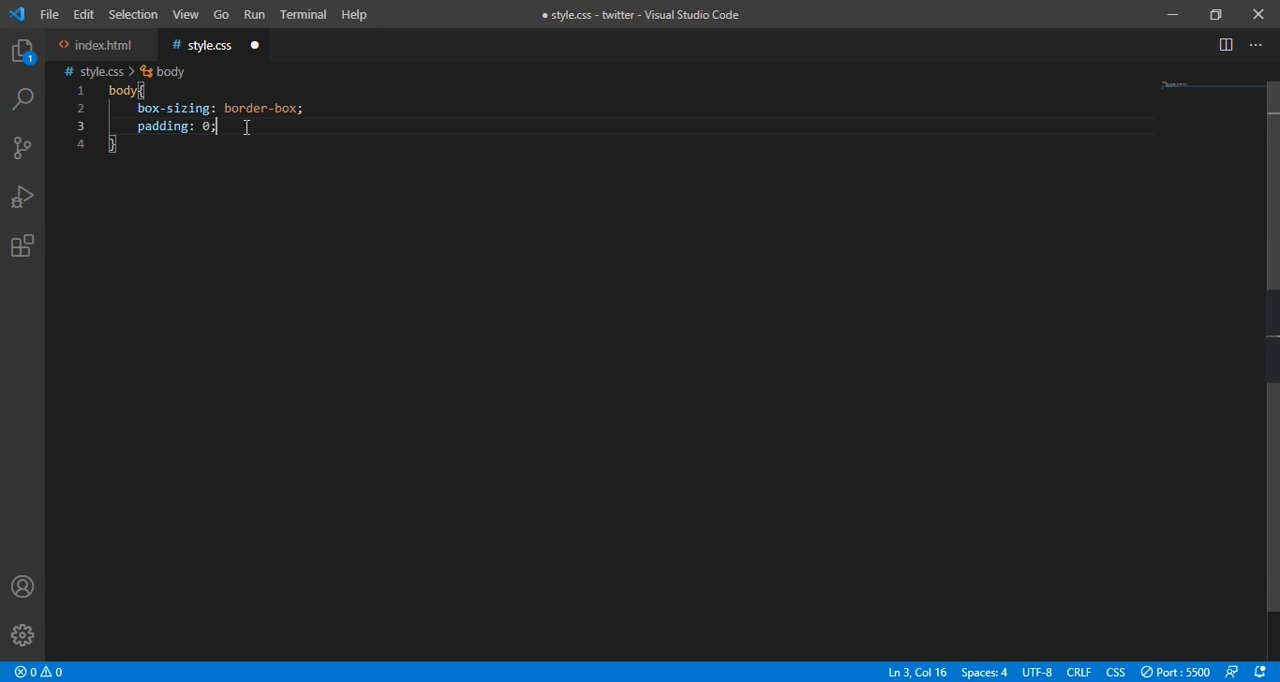 File Edit Selection View Go Run Terminal Help ● style.css - twitter - Visual Studio Code
1 <> index.html # style.css ●
# style.css > body
1 body{
2 box-sizing: border-box;
3 padding: 0;
4 }
0 0 Ln 3, Col 16 Spaces: 4 UTF-8 CRLF CSS Port : 5500